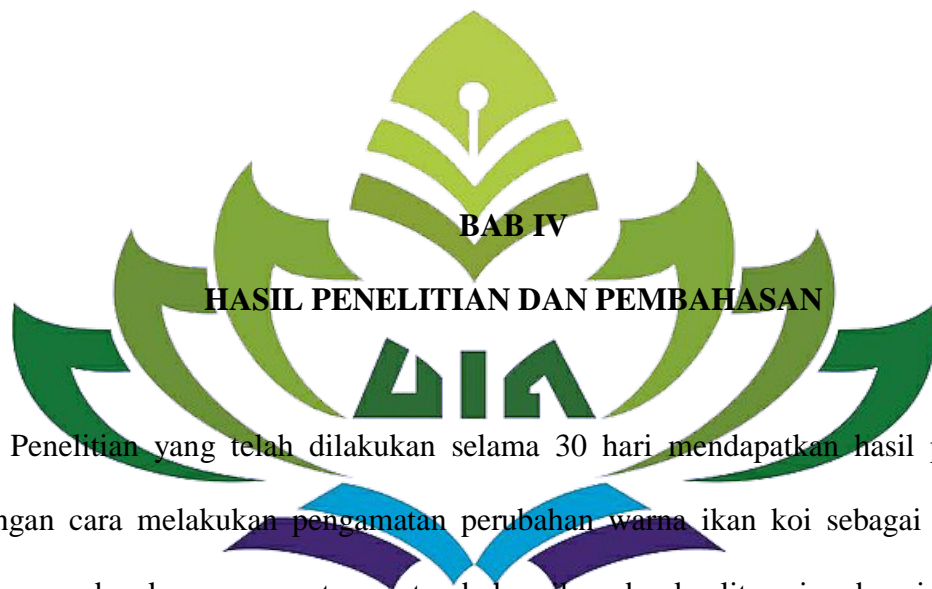 BAB IV
HASIL PENELITIAN DAN PEMBAHASAN
UIN
Penelitian yang telah dilakukan selama 30 hari mendapatkan hasil
ngan cara melakukan pengamatan perubahan warna ikan koi sebagai